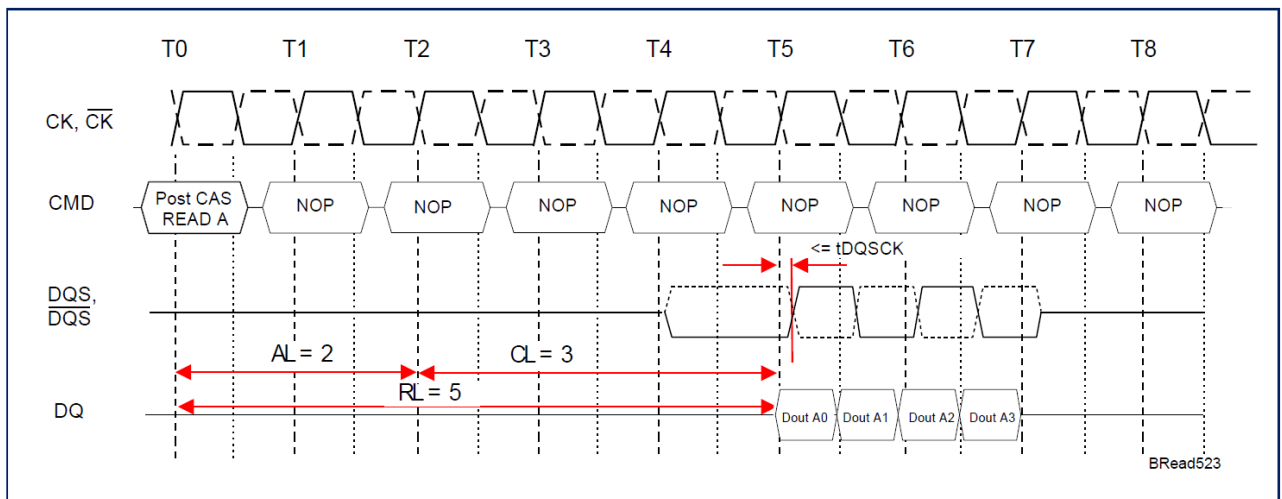 T0 T1 T2 T3 T4 T5 T6 T7 T8
CK, C̅K̅
CMD
Post CAS
READ A
NOP NOP NOP NOP NOP NOP NOP NOP
<= tDQSCK
DQS,
D̅Q̅S̅
AL = 2
CL = 3
RL = 5
DQ
Dout A0 Dout A1 Dout A2 Dout A3
BRead523